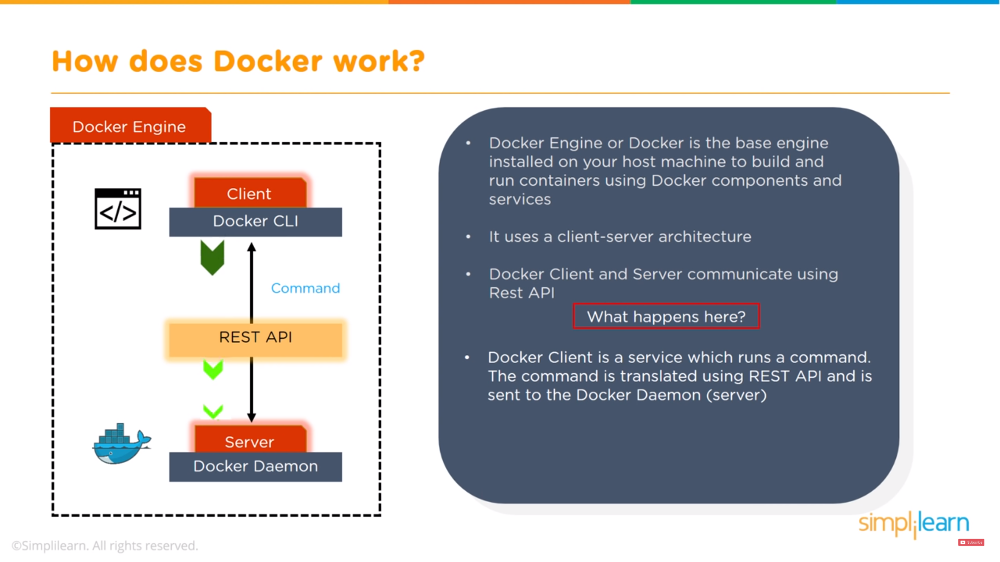 How does Docker work?
Docker Engine
Client
Docker CLI
Command
REST API
Server
Docker Daemon
• Docker Engine or Docker is the base engine
installed on your host machine to build and
run containers using Docker components and
services
• It uses a client-server architecture
• Docker Client and Server communicate using
Rest API
What happens here?
• Docker Client is a service which runs a command.
The command is translated using REST API and is
sent to the Docker Daemon (server)
simplilearn
Subscribe
©Simplilearn. All rights reserved.